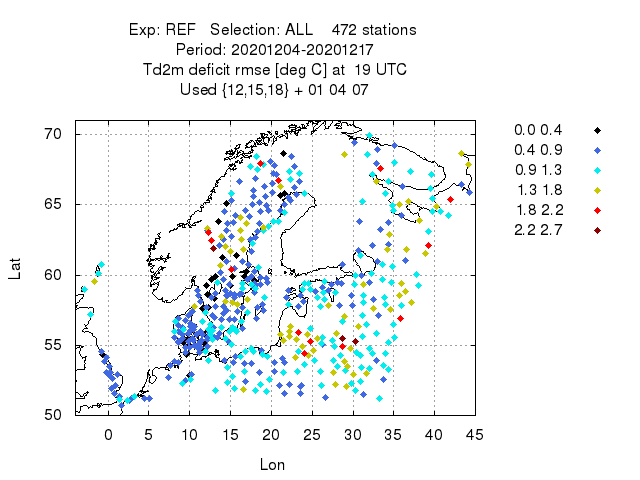 Exp: REF Selection: ALL 472 stations
Period: 20201204-20201217
Td2m deficit rmse [deg C] at 19 UTC
Used {12,15,18} + 01 04 07
0.0 0.4
0.4 0.9
0.9 1.3
1.3 1.8
1.8 2.2
2.2 2.7
70
65
60
55
50
Lat
0 5 10 15 20 25 30 35 40 45
Lon